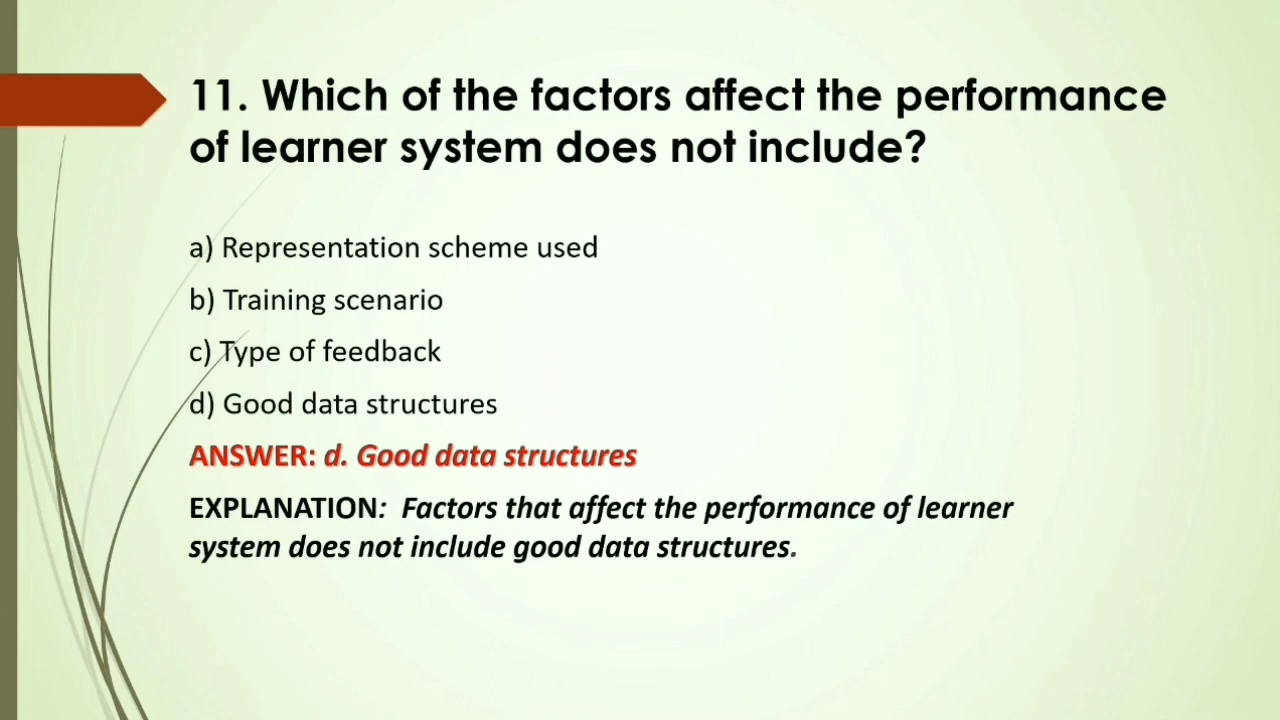 11. Which of the factors affect the performance
of learner system does not include?
a) Representation scheme used
b) Training scenario
c) Type of feedback
d) Good data structures
ANSWER: d. Good data structures
EXPLANATION: Factors that affect the performance of learner
system does not include good data structures.